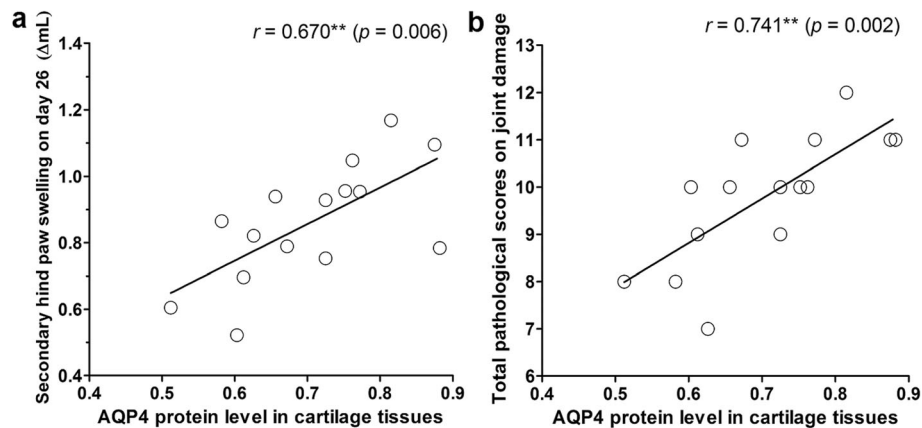 a
r = 0.670** (p = 0.006)
Secondary hind paw swelling on day 26 (ΔmL)
1.4
1.2
1.0
0.8
0.6
0.4
0.4 0.5 0.6 0.7 0.8 0.9
AQP4 protein level in cartilage tissues
b
r = 0.741** (p = 0.002)
Total pathological scores on joint damage
13
12
11
10
9
8
7
6
0.4 0.5 0.6 0.7 0.8 0.9
AQP4 protein level in cartilage tissues